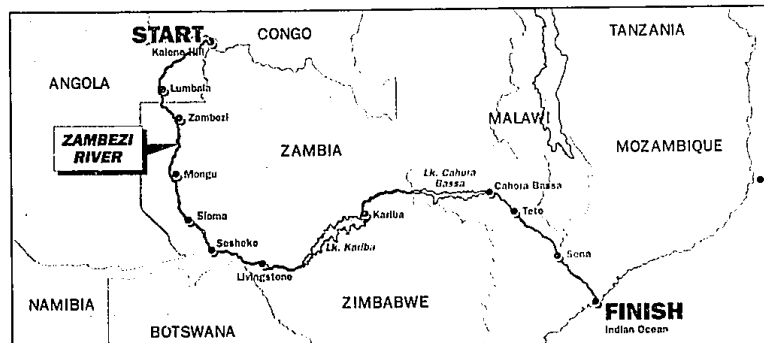 START
Kalene Hill
CONGO
TANZANIA
ANGOLA
Lumbala
Zambezi
ZAMBEZI
RIVER
ZAMBIA
MALAWI
MOZAMBIQUE
Mongu
Lk. Cahora
Bassa
Cahora Bassa
Kariba
Tete
Sioma
Lk. Kariba
Sesheke
Sena
Livingstone
NAMIBIA
BOTSWANA
ZIMBABWE
FINISH
Indian Ocean